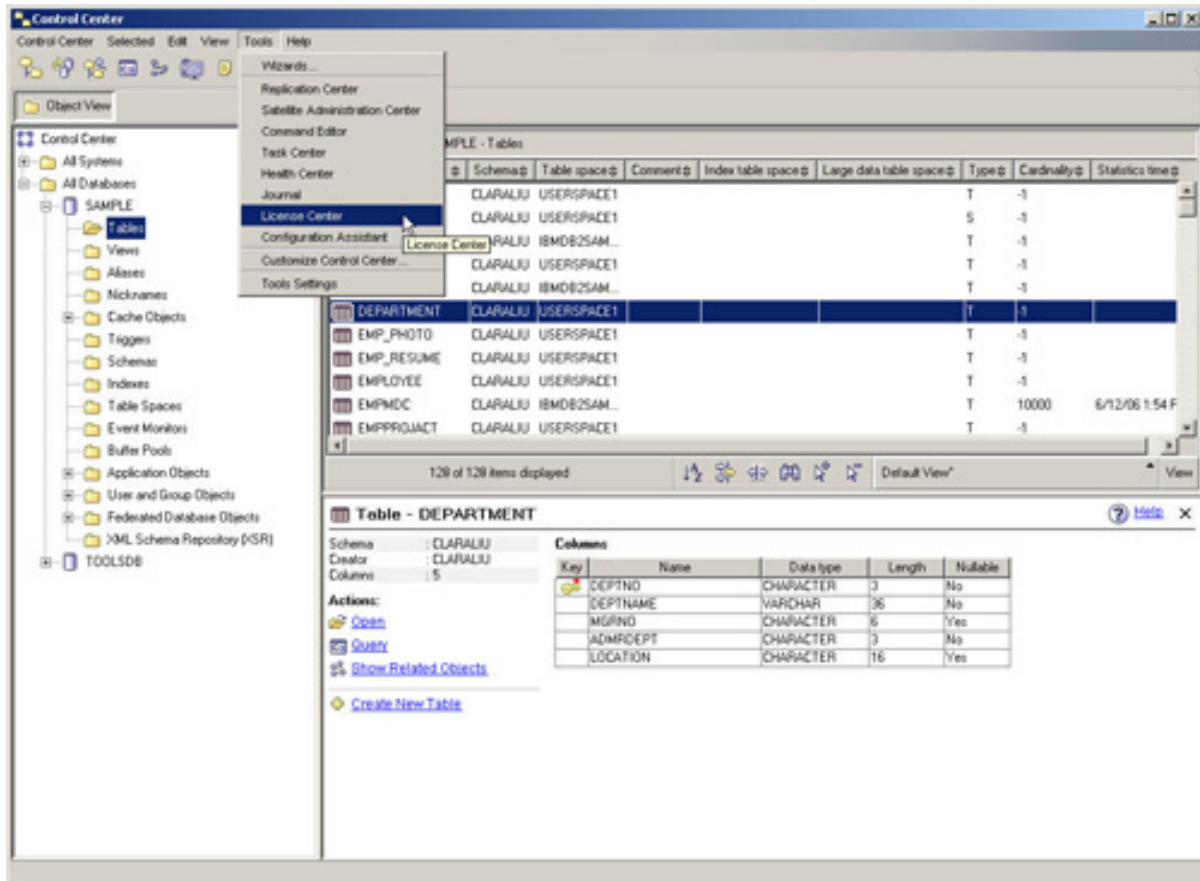 Control Center
Control Center Selected Edit View Tools Help
Wizards...
Replication Center
Satellite Administration Center
Command Editor
Task Center
Health Center
Journal
License Center
Configuration Assistant
License Center
Customize Control Center...
Tools Settings
Object View
Control Center
All Systems
All Databases
SAMPLE
Tables
Views
Aliases
Nicknames
Cache Objects
Triggers
Schemas
Indexes
Table Spaces
Event Monitors
Buffer Pools
Application Objects
User and Group Objects
Federated Database Objects
XML Schema Repository (XSR)
TOOLSDB
- Tables
Schema Table space Comment Index table space Large data table space Type Cardinality Statistics time
CLARALIU USERSPACE1 T -1
CLARALIU USERSPACE1 S -1
CLARALIU IBMDB2SAM... T -1
CLARALIU USERSPACE1 T -1
CLARALIU IBMDB2SAM... T -1
DEPARTMENT CLARALIU USERSPACE1 T -1
EMP_PHOTO CLARALIU USERSPACE1 T -1
EMP_RESUME CLARALIU USERSPACE1 T -1
EMPLOYEE CLARALIU USERSPACE1 T -1
EMPMDC CLARALIU IBMDB2SAM... T 10000 6/12/06 1:54 P
EMPPROJACT CLARALIU USERSPACE1 T -1
128 of 128 items displayed Default View* View
Table - DEPARTMENT Help
Schema : CLARALIU
Creator : CLARALIU
Columns : 5
Actions:
Open
Query
Show Related Objects
Create New Table
Columns
Key Name Data type Length Nullable
DEPTNO CHARACTER 3 No
DEPTNAME VARCHAR 36 No
MGRNO CHARACTER 6 Yes
ADMRDEPT CHARACTER 3 No
LOCATION CHARACTER 16 Yes